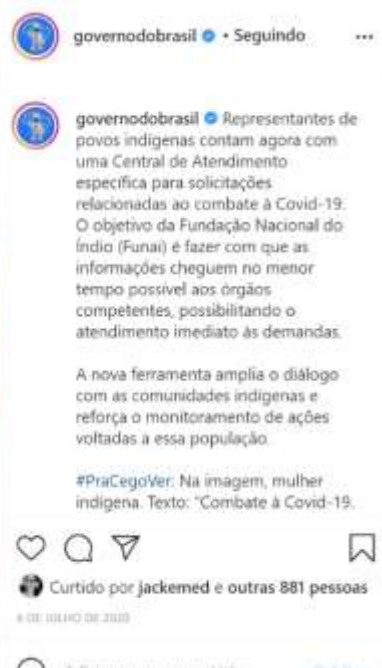 governodobrasil • Seguindo
governodobrasil Representantes de
povos indígenas contam agora com
uma Central de Atendimento
específica para solicitações
relacionadas ao combate à Covid-19.
O objetivo da Fundação Nacional do
Índio (Funai) é fazer com que as
informações cheguem no menor
tempo possível aos órgãos
competentes, possibilitando o
atendimento imediato às demandas.
A nova ferramenta amplia o diálogo
com as comunidades indígenas e
reforça o monitoramento de ações
voltadas a essa população.
#PraCegoVer: Na imagem, mulher
indígena. Texto: "Combate à Covid-19.
Curtido por jackemed e outras 881 pessoas
6 DE JULHO DE 2020